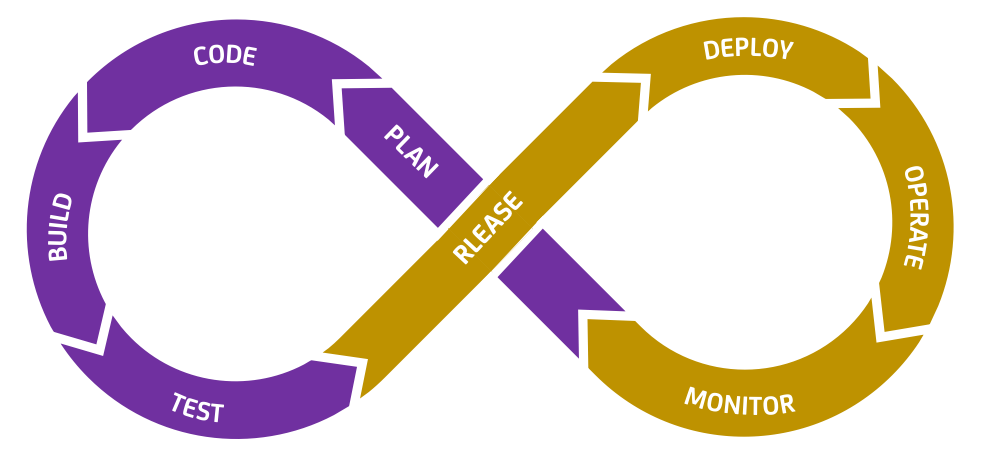 PLAN
CODE
BUILD
TEST
RLEASE
DEPLOY
OPERATE
MONITOR